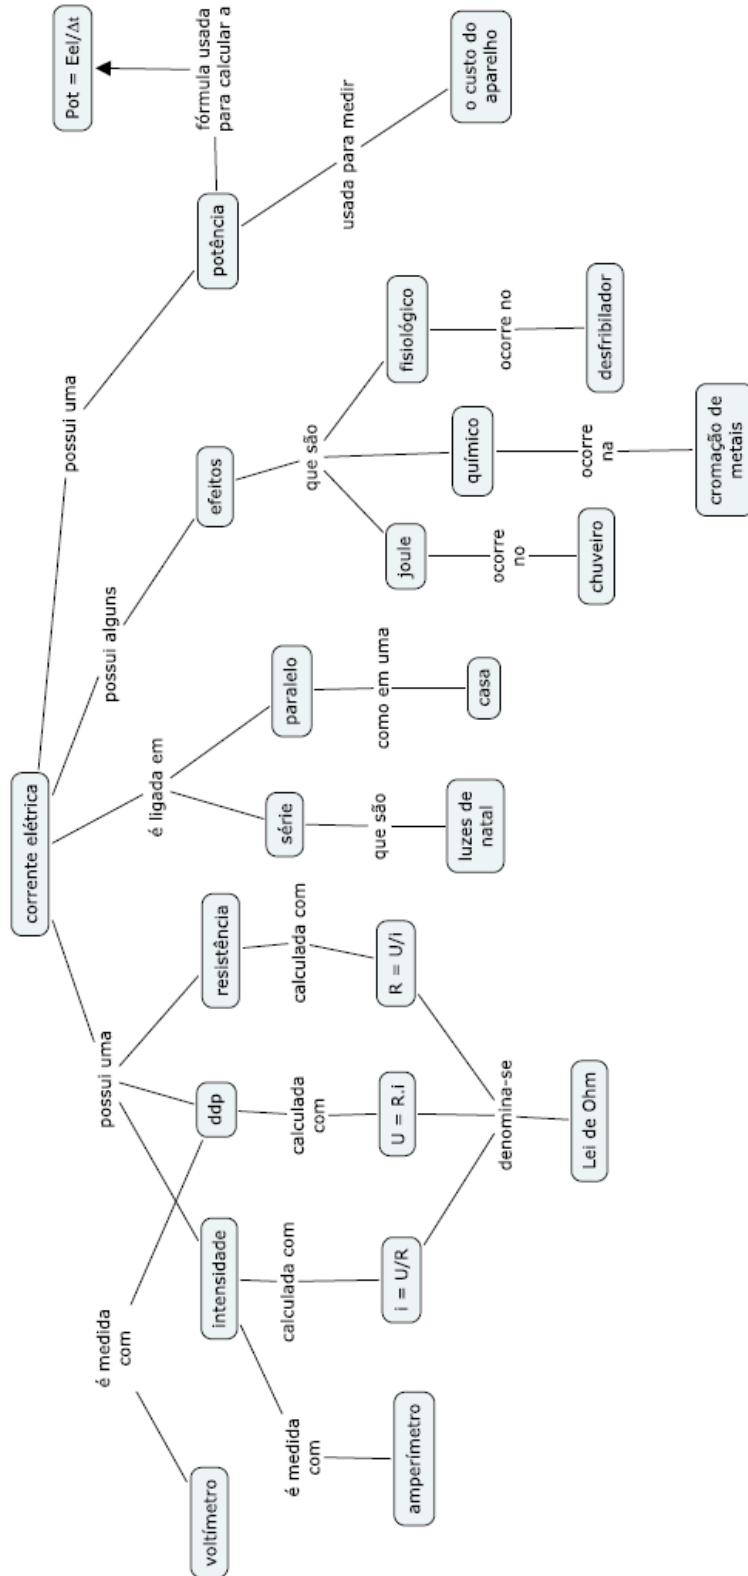 corrente elétrica
possui uma
possui alguns
é ligada em
possui uma
é medida
com
voltímetro
intensidade
ddp
resistência
é medida
com
amperímetro
calculada com
calculada
com
calculada com
i = U/R
U = R.i
R = U/i
denomina-se
Lei de Ohm
série
paralelo
que são
como em uma
luzes de
natal
casa
efeitos
que são
joule
químico
fisiológico
ocorre
no
ocorre
na
ocorre no
chuveiro
cromação de
metais
desfribilador
potência
fórmula usada
para calcular a
Pot = Eel/Δt
usada para medir
o custo do
aparelho